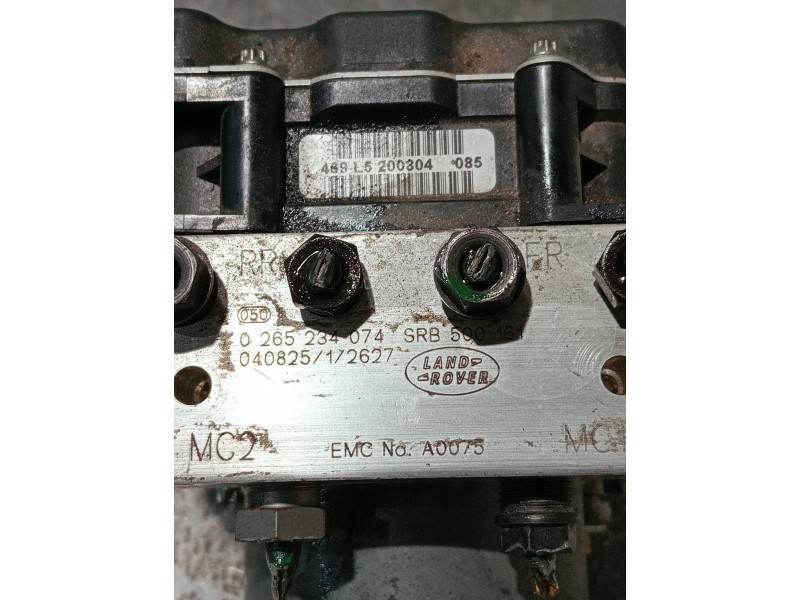 469 L5 200304 *085
RR FR
050
0 265 234 074 SRB 500 161
040825/1/2627
LAND
ROVER
MC2 EMC No. A0075 MC